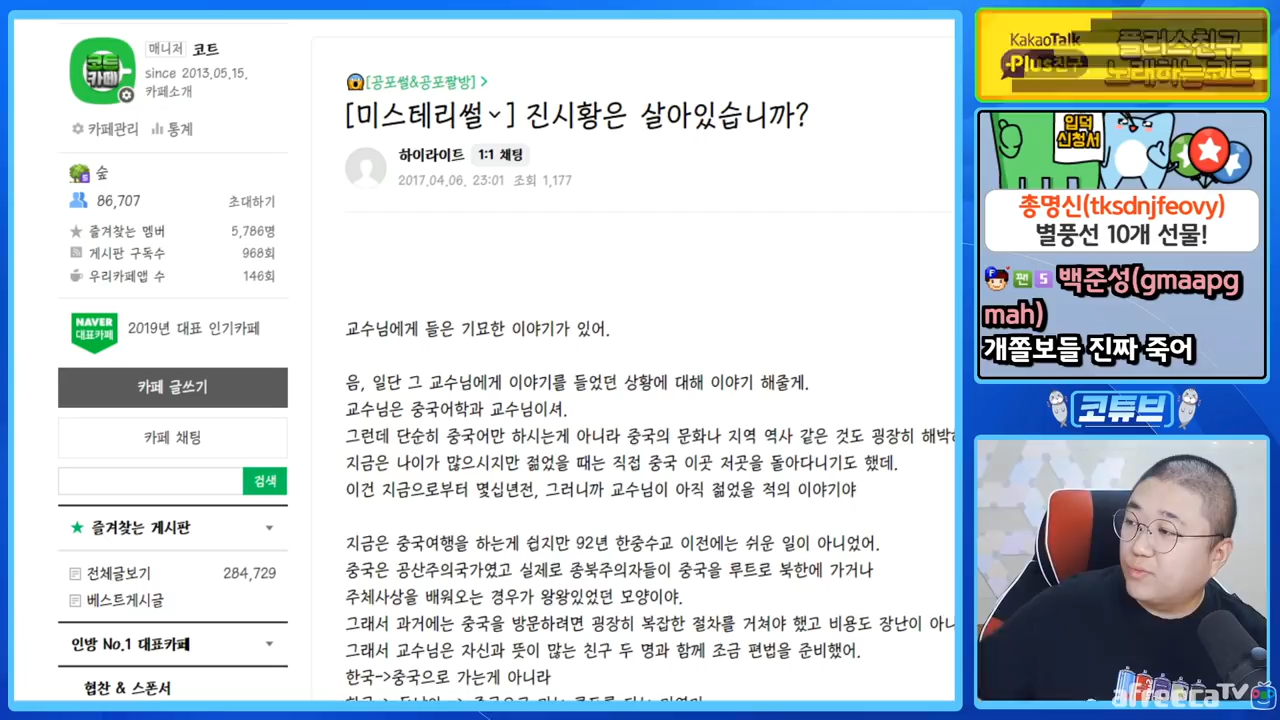 매니저 코트
since 2013.05.15.
카페소개
카페관리 통계
숲
86,707 초대하기
즐겨찾는 멤버 5,786명
게시판 구독수 968회
우리카페앱 수 146회
NAVER
대표카페
2019년 대표 인기카페
카페 글쓰기
카페 채팅
검색
★ 즐겨찾는 게시판
전체글보기 284,729
베스트게시글
인방 No.1 대표카페
협찬 & 스폰서
[공포썰&공포짤방] >
[미스테리썰] 진시황은 살아있습니까?
하이라이트 1:1 채팅
2017.04.06. 23:01 조회 1,177
교수님에게 들은 기묘한 이야기가 있어.
음, 일단 그 교수님에게 이야기를 들었던 상황에 대해 이야기 해줄게.
교수님은 중국어학과 교수님이셔.
그런데 단순히 중국어만 하시는게 아니라 중국의 문화나 지역 역사 같은 것도 굉장히 해박
지금은 나이가 많으시지만 젊었을 때는 직접 중국 이곳 저곳을 돌아다니기도 했데.
이건 지금으로부터 몇십년전, 그러니까 교수님이 아직 젊었을 적의 이야기야
지금은 중국여행을 하는게 쉽지만 92년 한중수교 이전에는 쉬운 일이 아니었어.
중국은 공산주의국가였고 실제로 종북주의자들이 중국을 루트로 북한에 가거나
주체사상을 배워오는 경우가 왕왕있었던 모양이야.
그래서 과거에는 중국을 방문하려면 굉장히 복잡한 절차를 거쳐야 했고 비용도 장난이 아니
그래서 교수님은 자신과 뜻이 많는 친구 두 명과 함께 조금 편법을 준비했어.
한국->중국으로 가는게 아니라
KakaoTalk
Plus친구
플러스친구
노래하는코트
입덕
신청서
총명신(tksdnjfeovy)
별풍선 10개 선물!
F 팬 5 백준성(gmaapg
mah)
개쫄보들 진짜 죽어
코튜브
afreecaTV